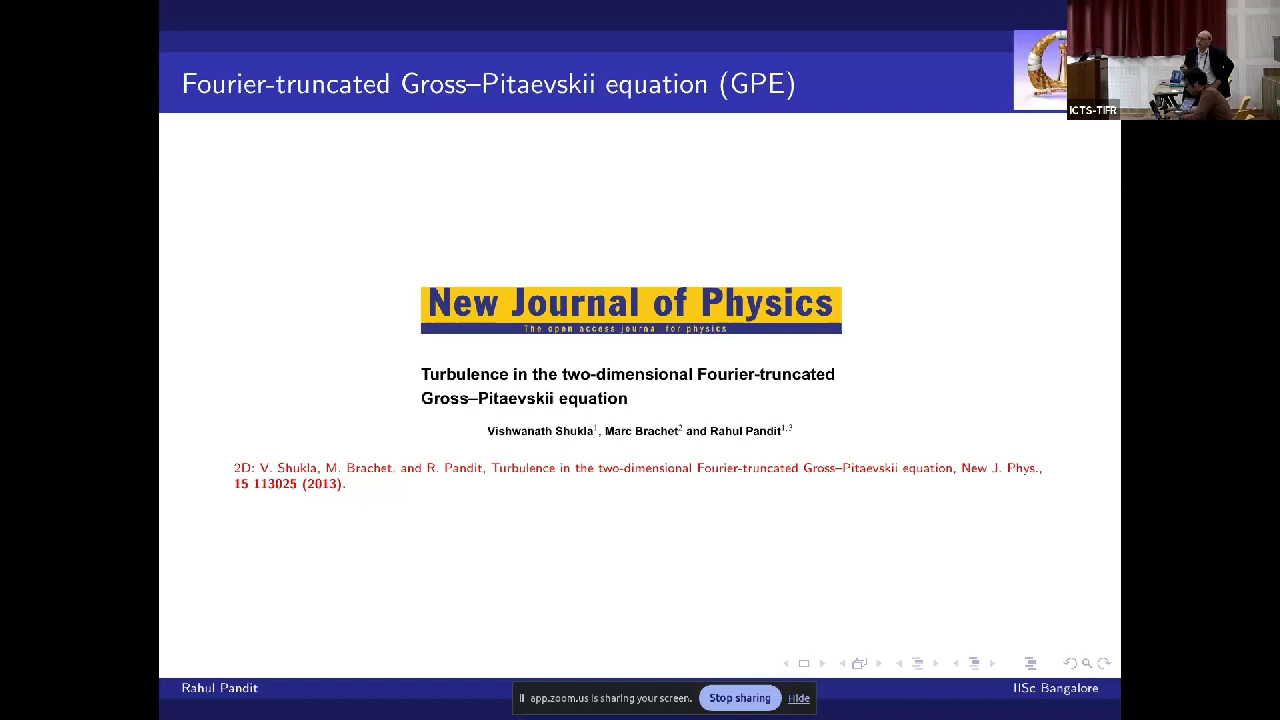 Fourier-truncated Gross–Pitaevskii equation (GPE)
ICTS-TIFR
New Journal of Physics
The open access journal for physics
Turbulence in the two-dimensional Fourier-truncated
Gross–Pitaevskii equation
Vishwanath Shukla1, Marc Brachet2 and Rahul Pandit1,3
2D: V. Shukla, M. Brachet, and R. Pandit, Turbulence in the two-dimensional Fourier-truncated Gross–Pitaevskii equation, New J. Phys.,
15 113025 (2013).
Rahul Pandit
IISc Bangalore
app.zoom.us is sharing your screen.
Stop sharing
Hide